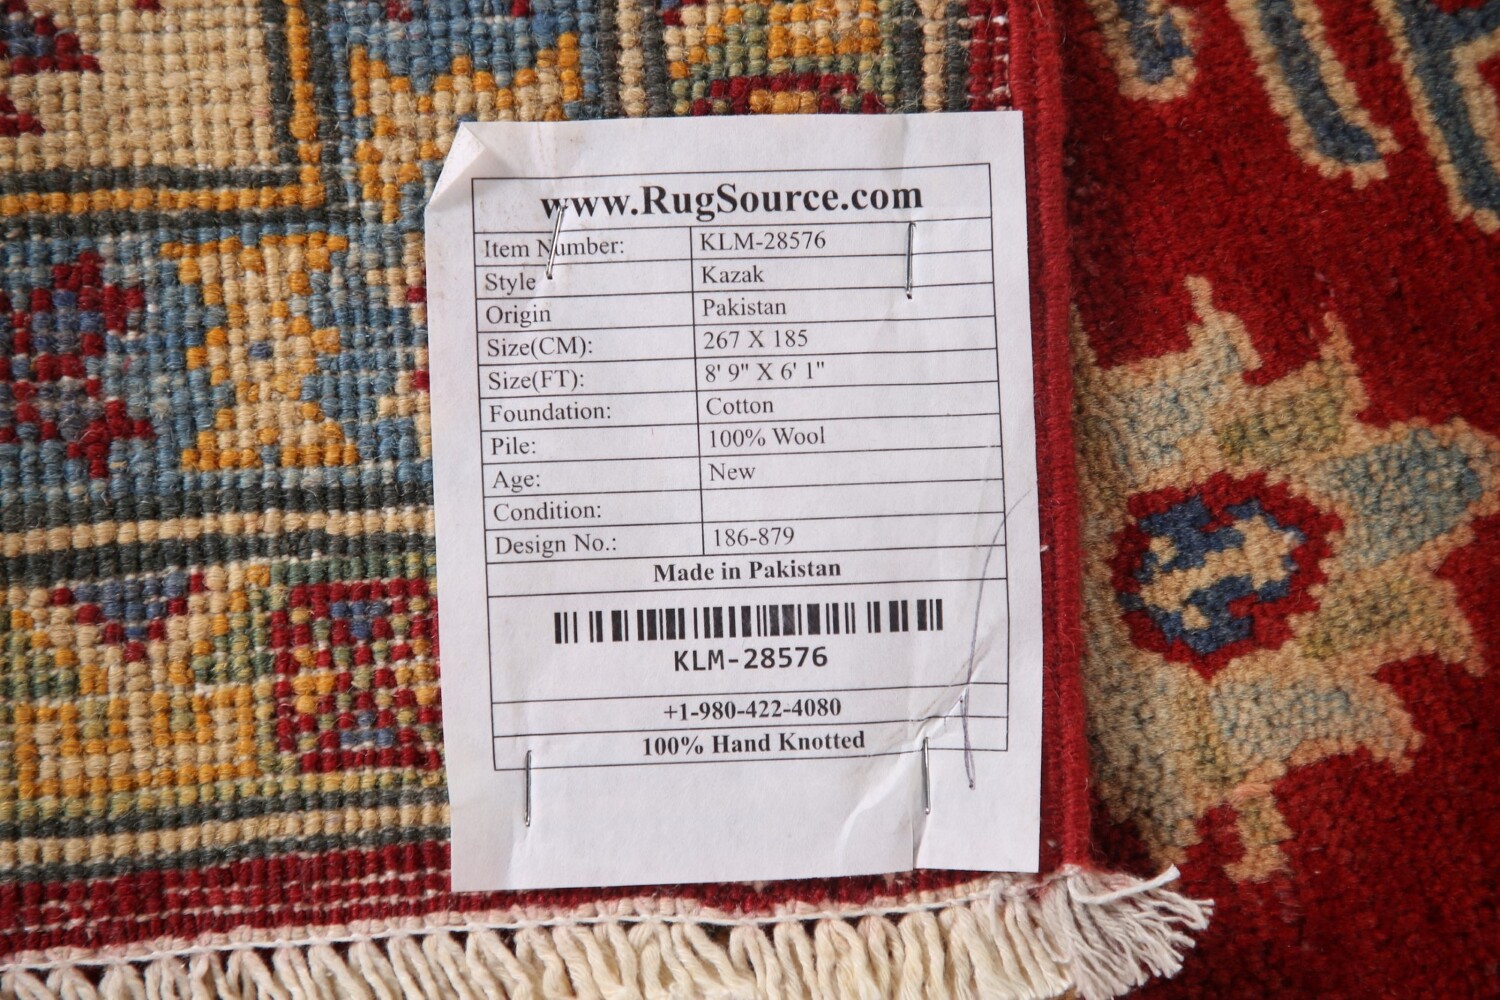 www.RugSource.com
Item Number: KLM-28576
Style Kazak
Origin Pakistan
Size(CM): 267 X 185
Size(FT): 8' 9" X 6' 1"
Foundation: Cotton
Pile: 100% Wool
Age: New
Condition:
Design No.: 186-879
Made in Pakistan
KLM-28576
+1-980-422-4080
100% Hand Knotted